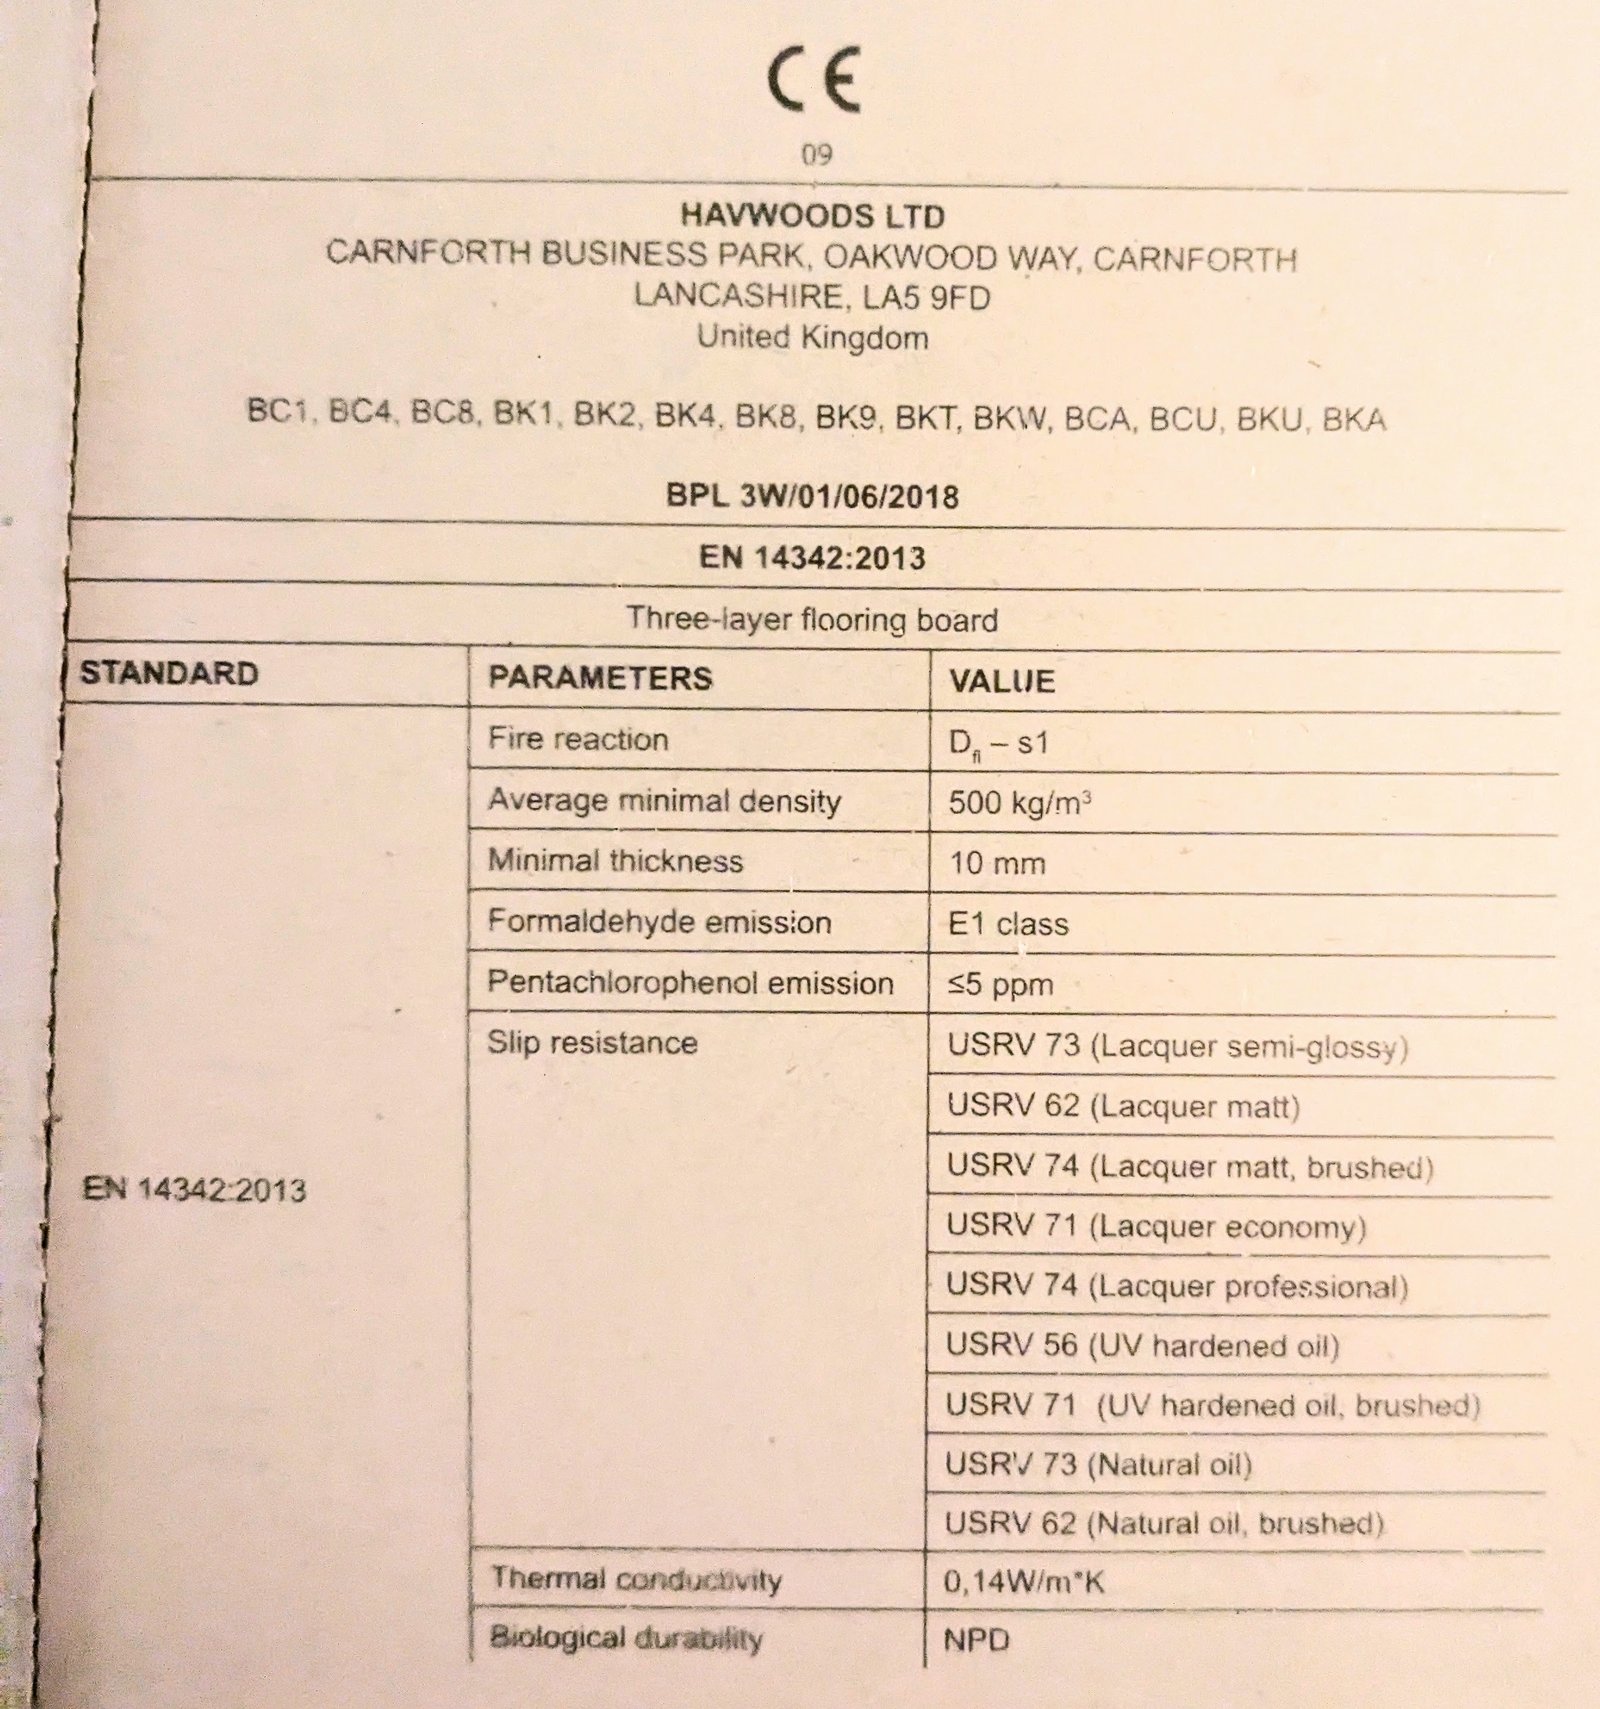 CE
09
HAVWOODS LTD
CARNFORTH BUSINESS PARK, OAKWOOD WAY, CARNFORTH
LANCASHIRE, LA5 9FD
United Kingdom
BC1, BC4, BC8, BK1, BK2, BK4, BK8, BK9, BKT, BKW, BCA, BCU, BKU, BKA
BPL 3W/01/06/2018
EN 14342:2013
Three-layer flooring board
STANDARD PARAMETERS VALUE
Fire reaction Dfl – s1
Average minimal density 500 kg/m³
Minimal thickness 10 mm
Formaldehyde emission E1 class
Pentachlorophenol emission ≤5 ppm
Slip resistance USRV 73 (Lacquer semi-glossy)
USRV 62 (Lacquer matt)
USRV 74 (Lacquer matt, brushed)
EN 14342:2013
USRV 71 (Lacquer economy)
USRV 74 (Lacquer professional)
USRV 56 (UV hardened oil)
USRV 71 (UV hardened oil, brushed)
USRV 73 (Natural oil)
USRV 62 (Natural oil, brushed)
Thermal conductivity 0,14W/m*K
Biological durability NPD